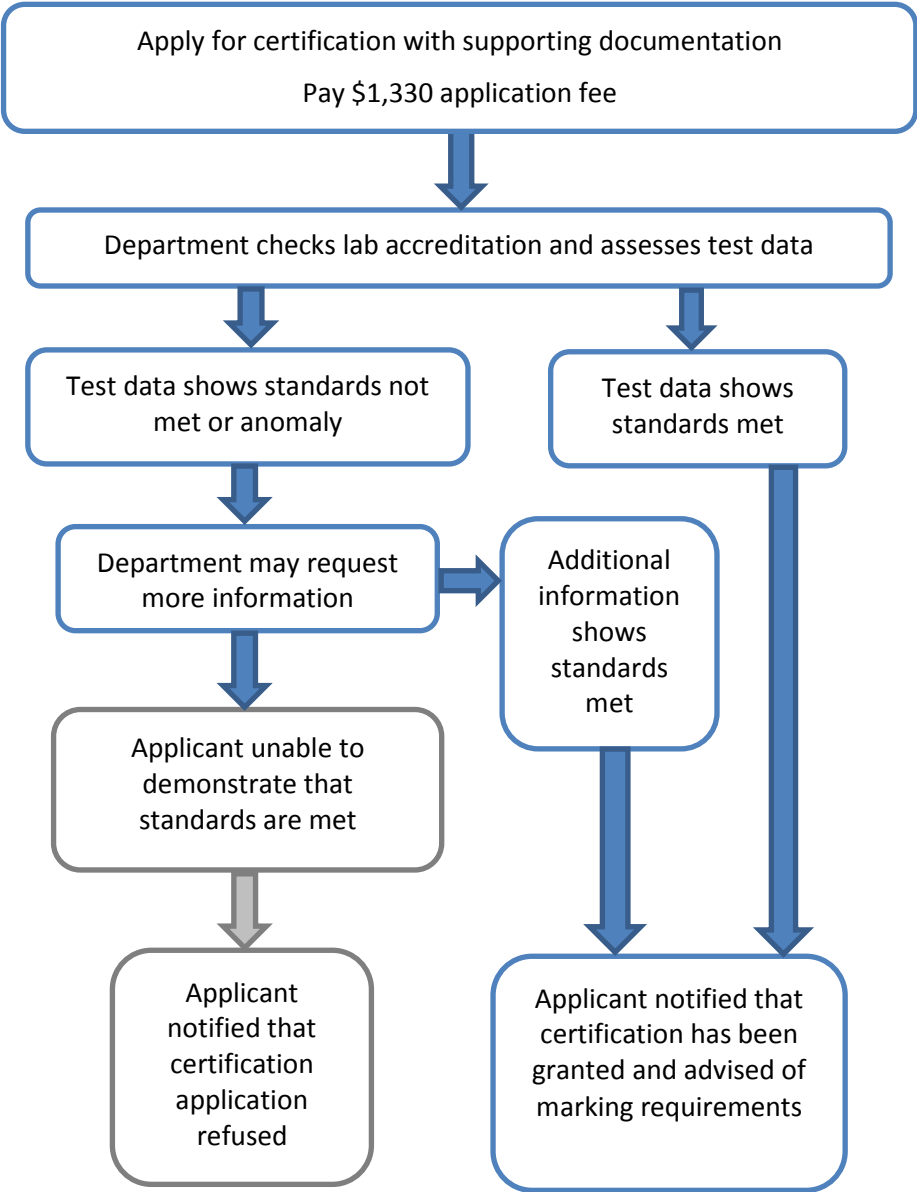 Apply for certification with supporting documentation
Pay $1,330 application fee
Department checks lab accreditation and assesses test data
Test data shows standards not
met or anomaly
Test data shows
standards met
Department may request
more information
Additional
information
shows
standards
met
Applicant unable to
demonstrate that
standards are met
Applicant
notified that
certification
application
refused
Applicant notified that
certification has been
granted and advised of
marking requirements